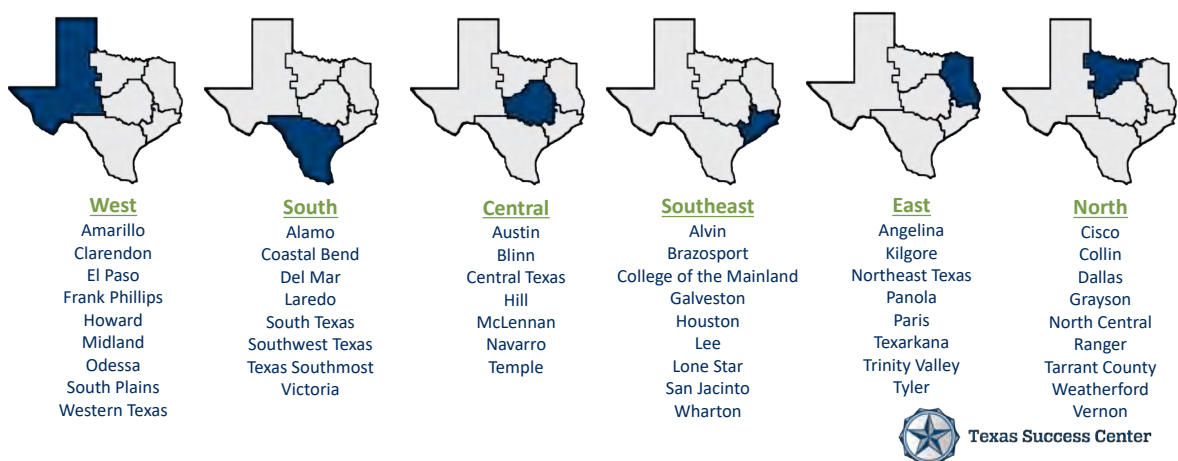 West
Amarillo
Clarendon
El Paso
Frank Phillips
Howard
Midland
Odessa
South Plains
Western Texas
South
Alamo
Coastal Bend
Del Mar
Laredo
South Texas
Southwest Texas
Texas Southmost
Victoria
Central
Austin
Blinn
Central Texas
Hill
McLennan
Navarro
Temple
Southeast
Alvin
Brazosport
College of the Mainland
Galveston
Houston
Lee
Lone Star
San Jacinto
Wharton
East
Angelina
Kilgore
Northeast Texas
Panola
Paris
Texarkana
Trinity Valley
Tyler
North
Cisco
Collin
Dallas
Grayson
North Central
Ranger
Tarrant County
Weatherford
Vernon
Texas Success Center